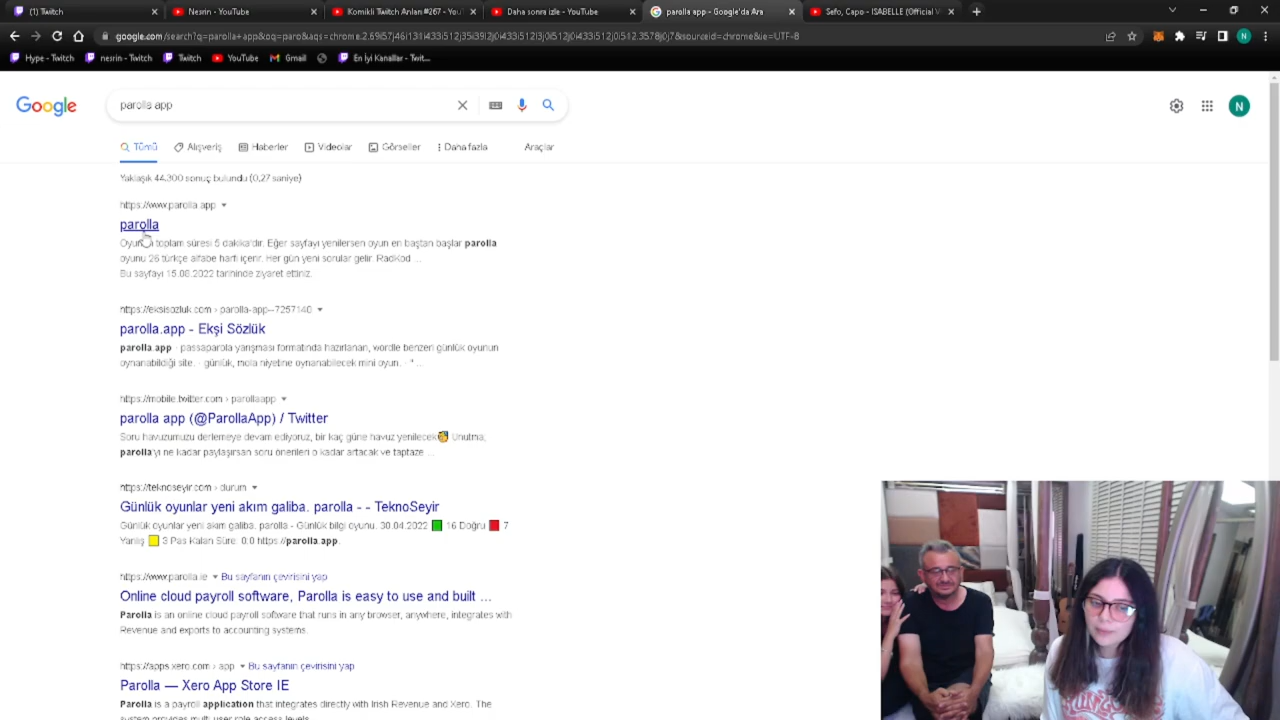 (1) Twitch
Nesrin - YouTube
Komikli Twitch Anları #267 - You
Daha sonra izle - YouTube
parolla app - Google'da Ara
Sefo, Capo - ISABELLE (Official V
Hype - Twitch
nesrin - Twitch
Twitch
YouTube
Gmail
En İyi Kanallar - Twit...
Google
parolla app
N
Tümü
Alışveriş
Haberler
Videolar
Görseller
Daha fazla
Araçlar
Yaklaşık 44.300 sonuç bulundu (0,27 saniye)
https://www.parolla.app
parolla
toplam süresi 5 dakika'dır. Eğer sayfayı yenilersen oyun en baştan başlar parolla
oyunu 26 türkçe alfabe harfi içerir. Her gün yeni sorular gelir. RadKod ...
Bu sayfayı 15.08.2022 tarihinde ziyaret ettiniz.
https://eksisozluk.com › parolla-app--7257140
parolla.app - Ekşi Sözlük
parolla.app · passaparola yarışması formatında hazırlanan, wordle benzeri günlük oyunun
oynanabildiği site. · günlük, mola niyetine oynanabilecek mini oyun. · " ...
https://mobile.twitter.com › parollaapp
parolla app (@ParollaApp) / Twitter
Soru havuzumuzu derlemeye devam ediyoruz, bir kaç güne havuz yenilecek Unutma,
parolla'yı ne kadar paylaşırsan soru önerileri o kadar artacak ve taptaze ...
https://teknoseyir.com › durum
Günlük oyunlar yeni akım galiba. parolla - - TeknoSeyir
Günlük oyunlar yeni akım galiba. parolla - Günlük bilgi oyunu. 30.04.2022 16 Doğru 7
Yanlış 3 Pas Kalan Süre: 0:0 https://parolla.app.
https://www.parolla.ie Bu sayfanın çevirisini yap
Online cloud payroll software, Parolla is easy to use and built ...
Parolla is an online cloud payroll software that runs in any browser, anywhere, integrates with
Revenue and exports to accounting systems.
https://apps.xero.com › app Bu sayfanın çevirisini yap
Parolla — Xero App Store IE
Parolla is a payroll application that integrates directly with Irish Revenue and Xero. The
system provides multi user role access levels.